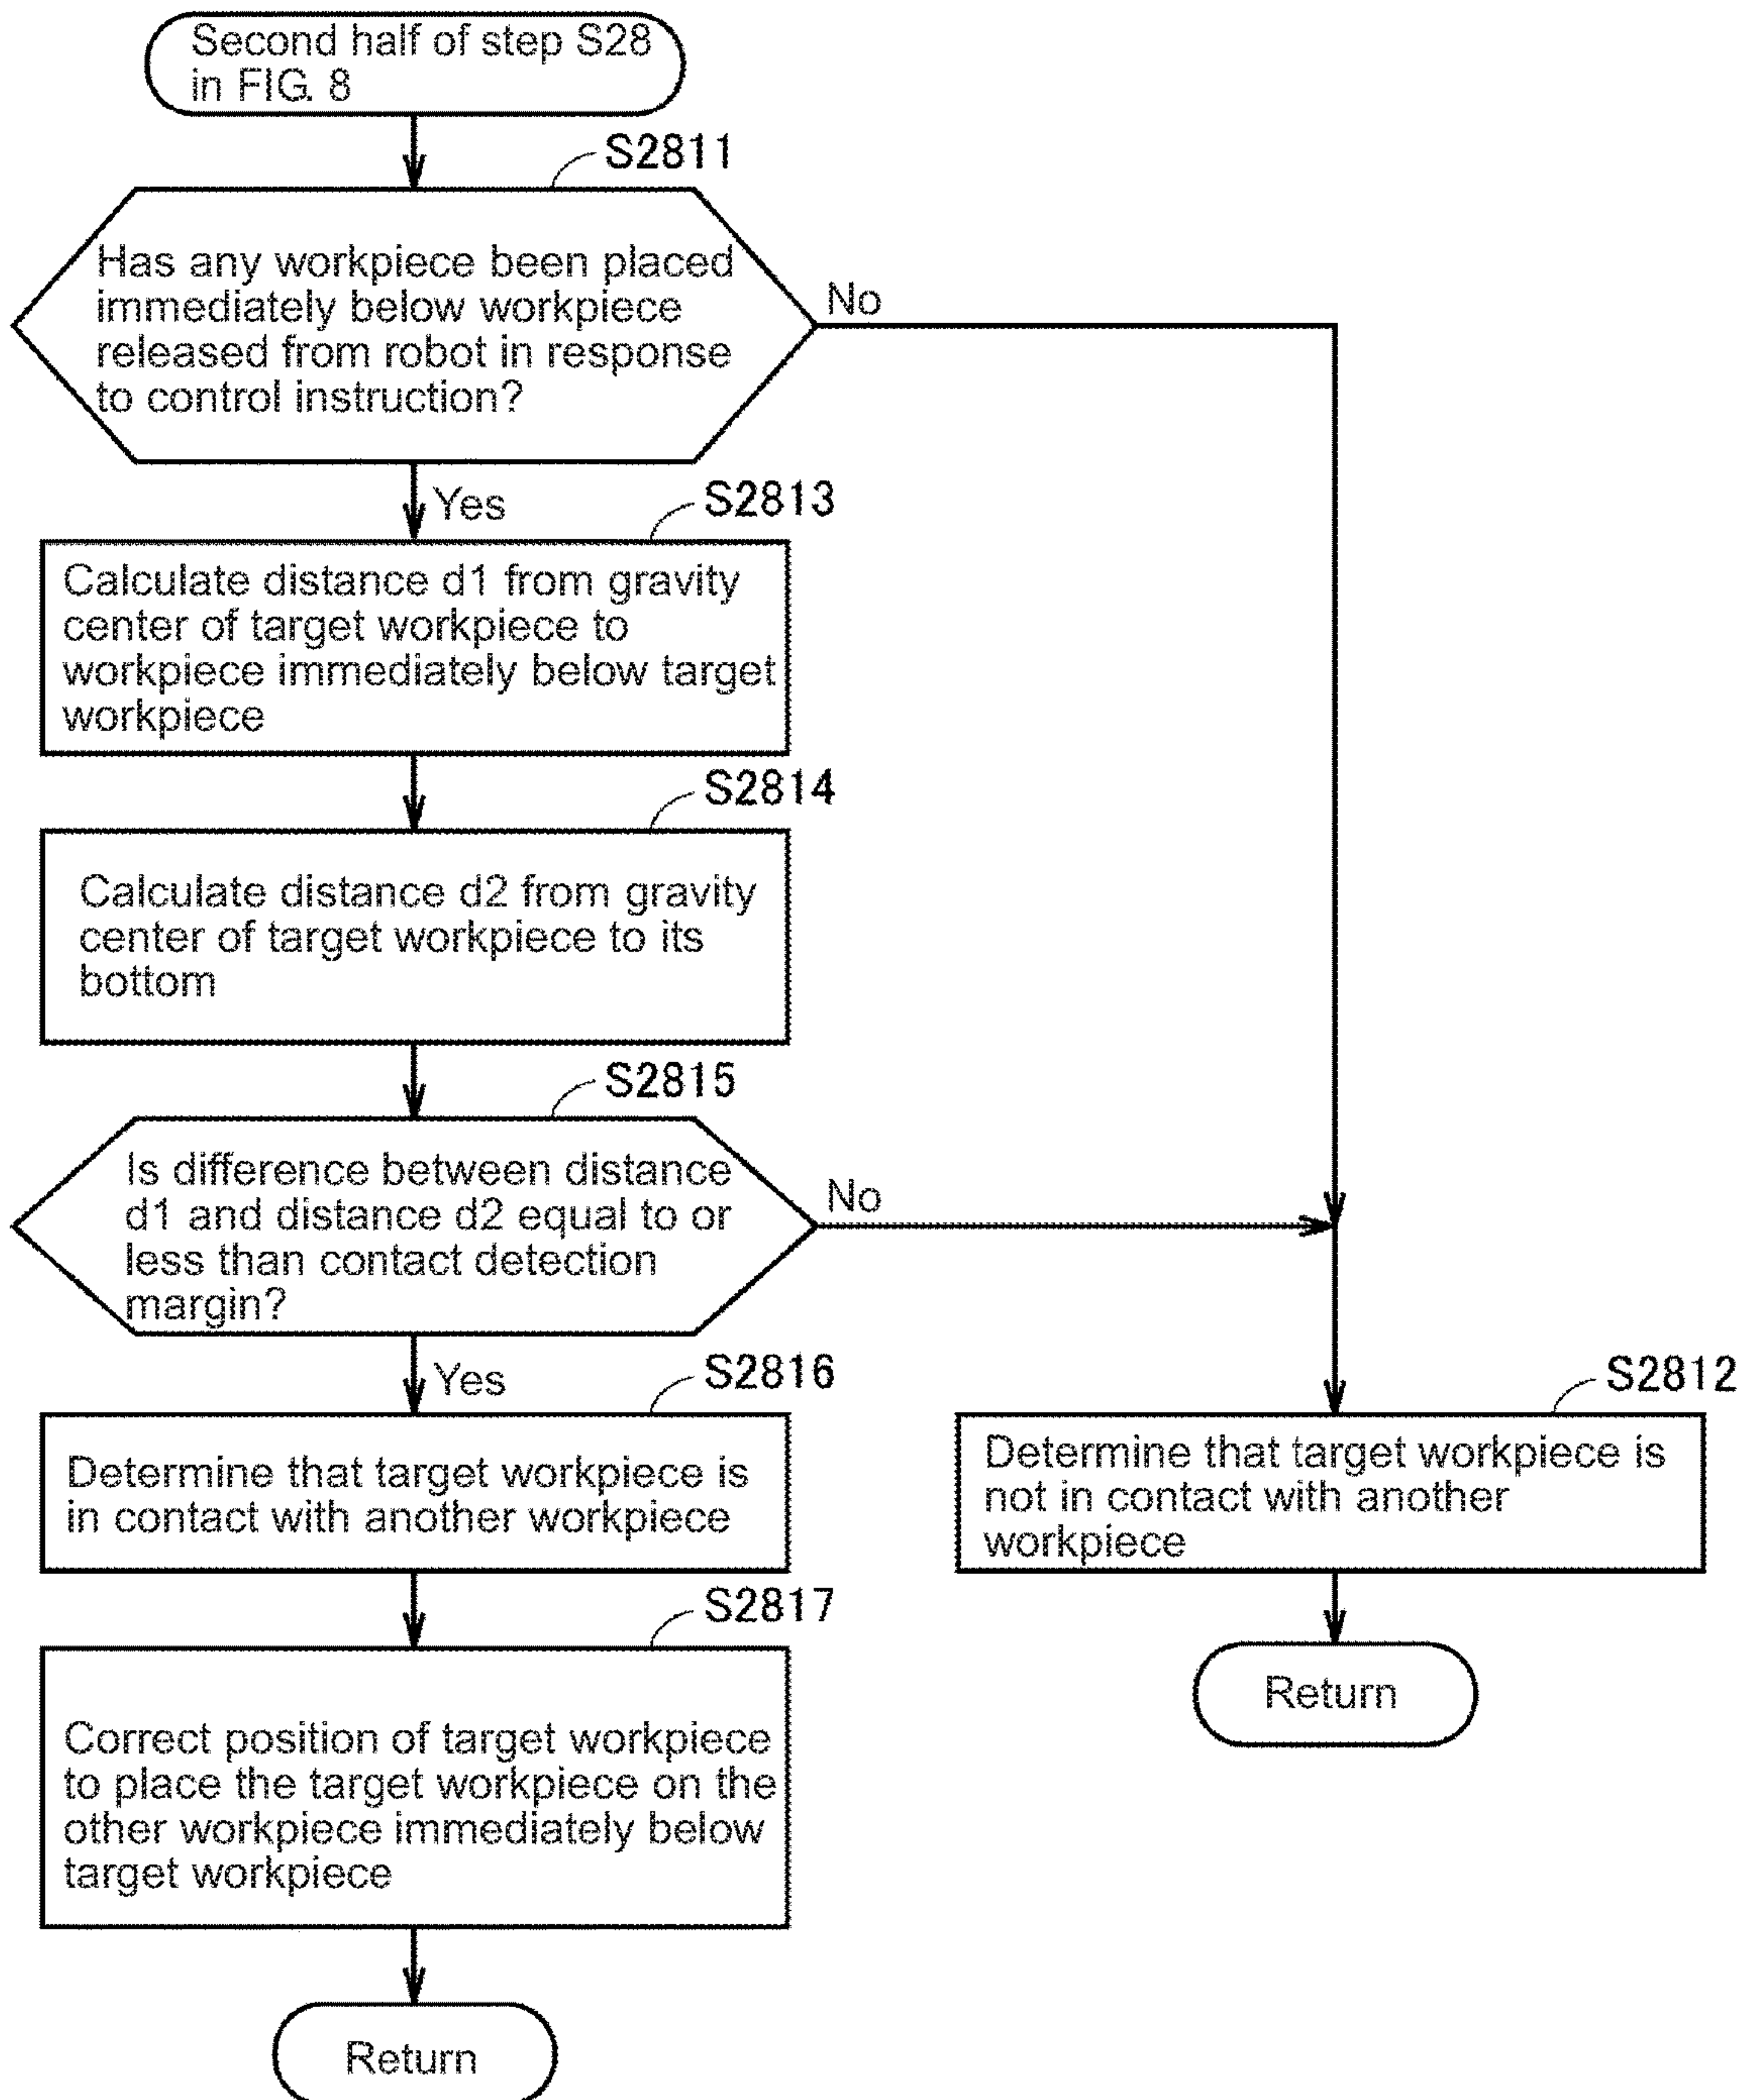 Second half of step S28
in FIG. 8
S2811
Has any workpiece been placed
immediately below workpiece
released from robot in response
to control instruction?
No
Yes
S2813
Calculate distance d1 from gravity
center of target workpiece to
workpiece immediately below target
workpiece
S2814
Calculate distance d2 from gravity
center of target workpiece to its
bottom
S2815
Is difference between distance
d1 and distance d2 equal to or
less than contact detection
margin?
No
Yes
S2816
Determine that target workpiece is
in contact with another workpiece
S2812
Determine that target workpiece is
not in contact with another
workpiece
S2817
Correct position of target workpiece
to place the target workpiece on the
other workpiece immediately below
target workpiece
Return
Return